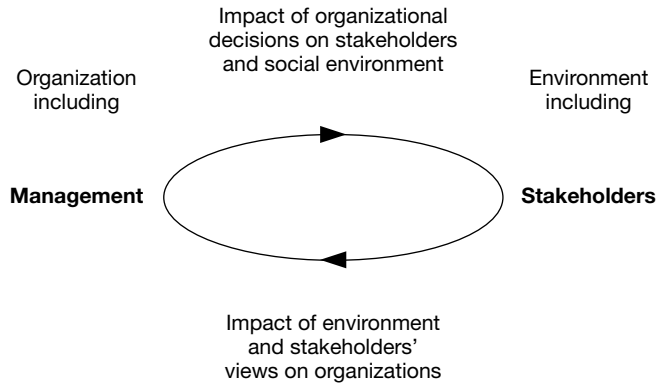 Impact of organizational
decisions on stakeholders
and social environment
Organization
including
Environment
including
Management
Stakeholders
Impact of environment
and stakeholders’
views on organizations